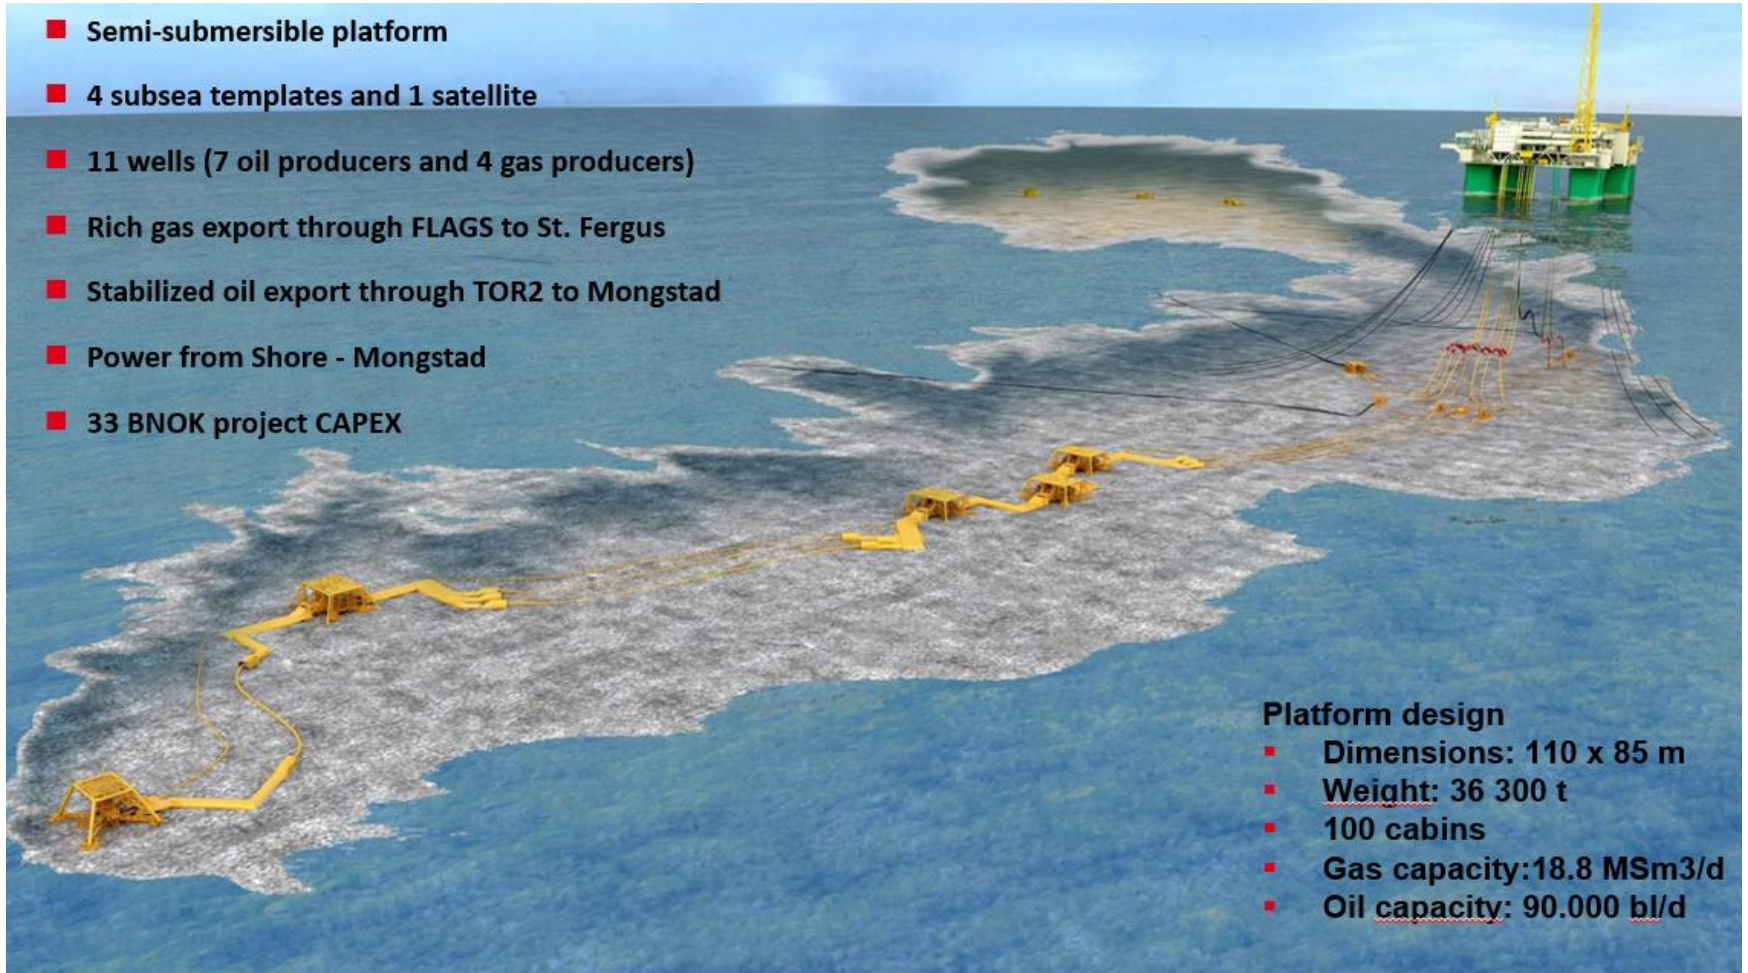 Semi-submersible platform
4 subsea templates and 1 satellite
11 wells (7 oil producers and 4 gas producers)
Rich gas export through FLAGS to St. Fergus
Stabilized oil export through TOR2 to Mongstad
Power from Shore - Mongstad
33 BNOK project CAPEX
Platform design
Dimensions: 110 x 85 m
Weight: 36 300 t
100 cabins
Gas capacity:18.8 MSm3/d
Oil capacity: 90.000 bl/d